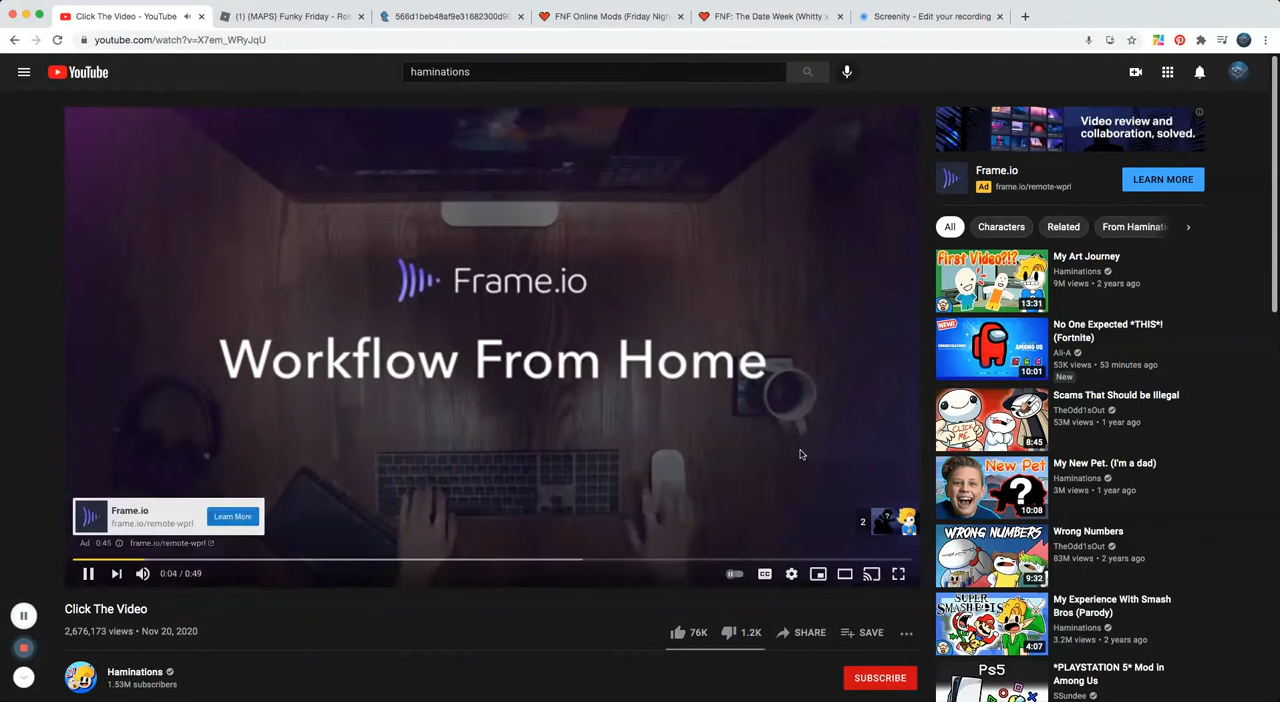 Click The Video - YouTube
(1) {MAPS} Funky Friday - Rob
566d1beb48af9e31682300d9(
FNF Online Mods (Friday Nigh
FNF: The Date Week (Whitty x
Screenity - Edit your recording
youtube.com/watch?v=X7em_WRyJqU
YouTube
haminations
Video review and
collaboration, solved.
Frame.io
Ad frame.io/remote-wprl
LEARN MORE
All
Characters
Related
From Haminati
Frame.io
Workflow From Home
First Video?!?
13:31
My Art Journey
Haminations
9M views • 2 years ago
NEW!
AMONG US
10:01
No One Expected *THIS*!
(Fortnite)
Ali-A
53K views • 53 minutes ago
New
CLICK ME
8:45
Scams That Should be Illegal
TheOdd1sOut
53M views • 1 year ago
New Pet
?
10:08
My New Pet. (I'm a dad)
Haminations
3M views • 1 year ago
WRONG NUMBERS
9:32
Wrong Numbers
TheOdd1sOut
83M views • 2 years ago
SUPER
SMASH BIS
4:07
My Experience With Smash
Bros (Parody)
Haminations
3.2M views • 2 years ago
Ps5
*PLAYSTATION 5* Mod in
Among Us
SSundee
Frame.io
frame.io/remote-wprl
Learn More
Ad · 0:45 frame.io/remote-wprl
2
0:04 / 0:49
CC
Click The Video
2,676,173 views • Nov 20, 2020
76K
1.2K
SHARE
SAVE
Haminations
1.53M subscribers
SUBSCRIBE